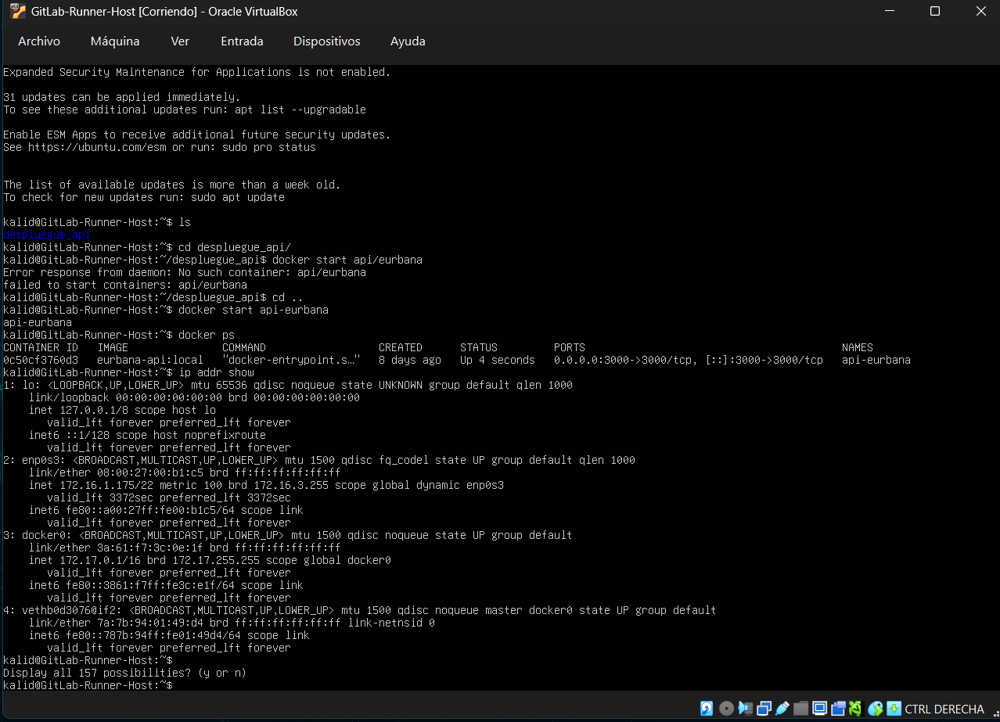 GitLab-Runner-Host [Corriendo] - Oracle VirtualBox
Archivo Máquina Ver Entrada Dispositivos Ayuda
Expanded Security Maintenance for Applications is not enabled.
31 updates can be applied immediately.
To see these additional updates run: apt list --upgradable
Enable ESM Apps to receive additional future security updates.
See https://ubuntu.com/esm or run: sudo pro status
The list of available updates is more than a week old.
To check for new updates run: sudo apt update
kalid@GitLab-Runner-Host:~$ ls
despluegue_api
kalid@GitLab-Runner-Host:~$ cd despluegue_api/
kalid@GitLab-Runner-Host:~/despluegue_api$ docker start api/eurbana
Error response from daemon: No such container: api/eurbana
failed to start containers: api/eurbana
kalid@GitLab-Runner-Host:~/despluegue_api$ cd ..
kalid@GitLab-Runner-Host:~$ docker start api-eurbana
api-eurbana
kalid@GitLab-Runner-Host:~$ docker ps
CONTAINER ID   IMAGE               COMMAND                  CREATED      STATUS         PORTS                                         NAMES
0c50cf3760d3   eurbana-api:local   "docker-entrypoint.s…"   8 days ago   Up 4 seconds   0.0.0.0:3000->3000/tcp, [::]:3000->3000/tcp   api-eurbana
kalid@GitLab-Runner-Host:~$ ip addr show
1: lo: <LOOPBACK,UP,LOWER_UP> mtu 65536 qdisc noqueue state UNKNOWN group default qlen 1000
link/loopback 00:00:00:00:00:00 brd 00:00:00:00:00:00
inet 127.0.0.1/8 scope host lo
valid_lft forever preferred_lft forever
inet6 ::1/128 scope host noprefixroute
valid_lft forever preferred_lft forever
2: enp0s3: <BROADCAST,MULTICAST,UP,LOWER_UP> mtu 1500 qdisc fq_codel state UP group default qlen 1000
link/ether 08:00:27:00:b1:c5 brd ff:ff:ff:ff:ff:ff
inet 172.16.1.175/22 metric 100 brd 172.16.3.255 scope global dynamic enp0s3
valid_lft 3372sec preferred_lft 3372sec
inet6 fe80::a00:27ff:fe00:b1c5/64 scope link
valid_lft forever preferred_lft forever
3: docker0: <BROADCAST,MULTICAST,UP,LOWER_UP> mtu 1500 qdisc noqueue state UP group default
link/ether 3a:61:f7:3c:0e:1f brd ff:ff:ff:ff:ff:ff
inet 172.17.0.1/16 brd 172.17.255.255 scope global docker0
valid_lft forever preferred_lft forever
inet6 fe80::3861:f7ff:fe3c:e1f/64 scope link
valid_lft forever preferred_lft forever
4: vethb0d3076@if2: <BROADCAST,MULTICAST,UP,LOWER_UP> mtu 1500 qdisc noqueue master docker0 state UP group default
link/ether 7a:7b:94:01:49:d4 brd ff:ff:ff:ff:ff:ff link-netnsid 0
inet6 fe80::787b:94ff:fe01:49d4/64 scope link
valid_lft forever preferred_lft forever
kalid@GitLab-Runner-Host:~$
Display all 157 possibilities? (y or n)
kalid@GitLab-Runner-Host:~$
CTRL DERECHA